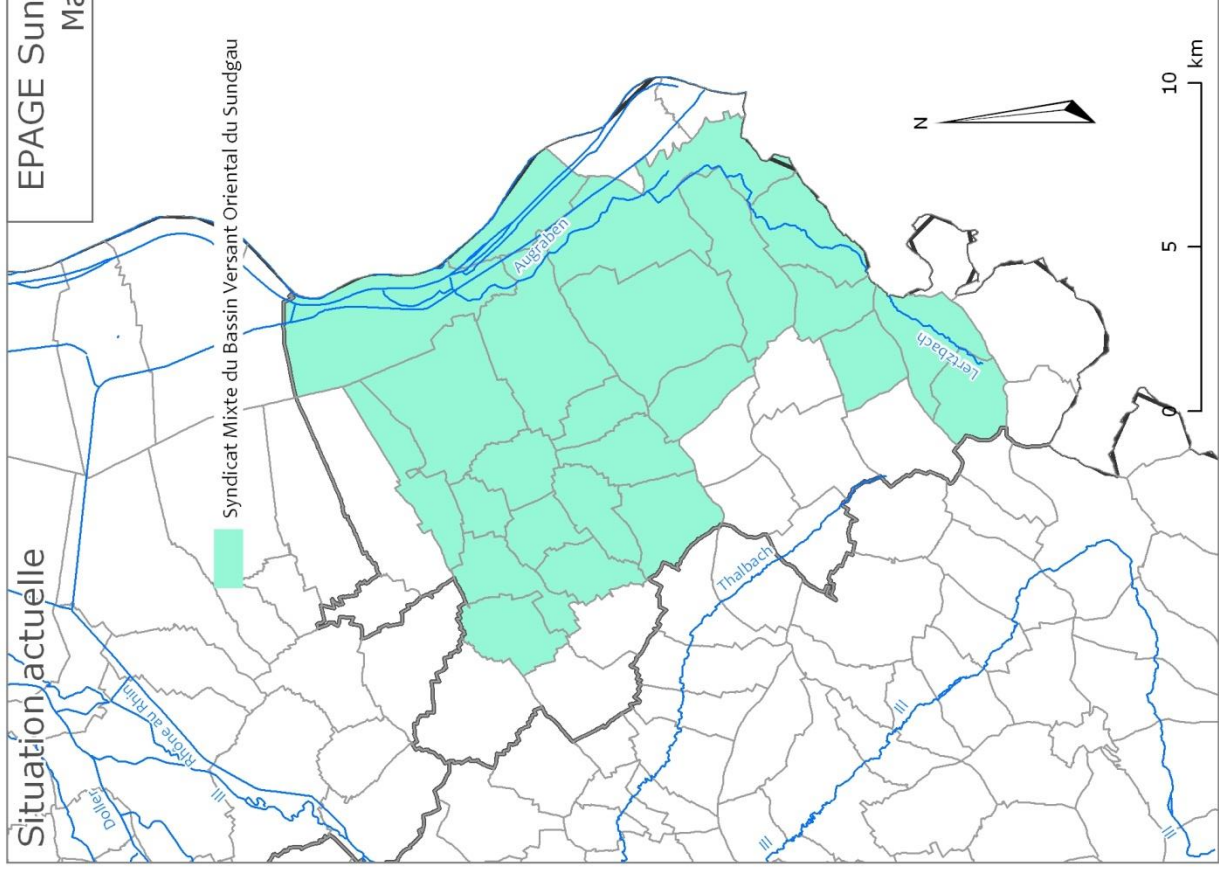 EPAGE Sun
Ma
Situation actuelle
Syndicat Mixte du Bassin Versant Oriental du Sundgau
Doller
Rhône au Rhin
Ill
Augraben
Thalbach
Lertzbach
Ill
Ill
Ill
N
0 5 10
km